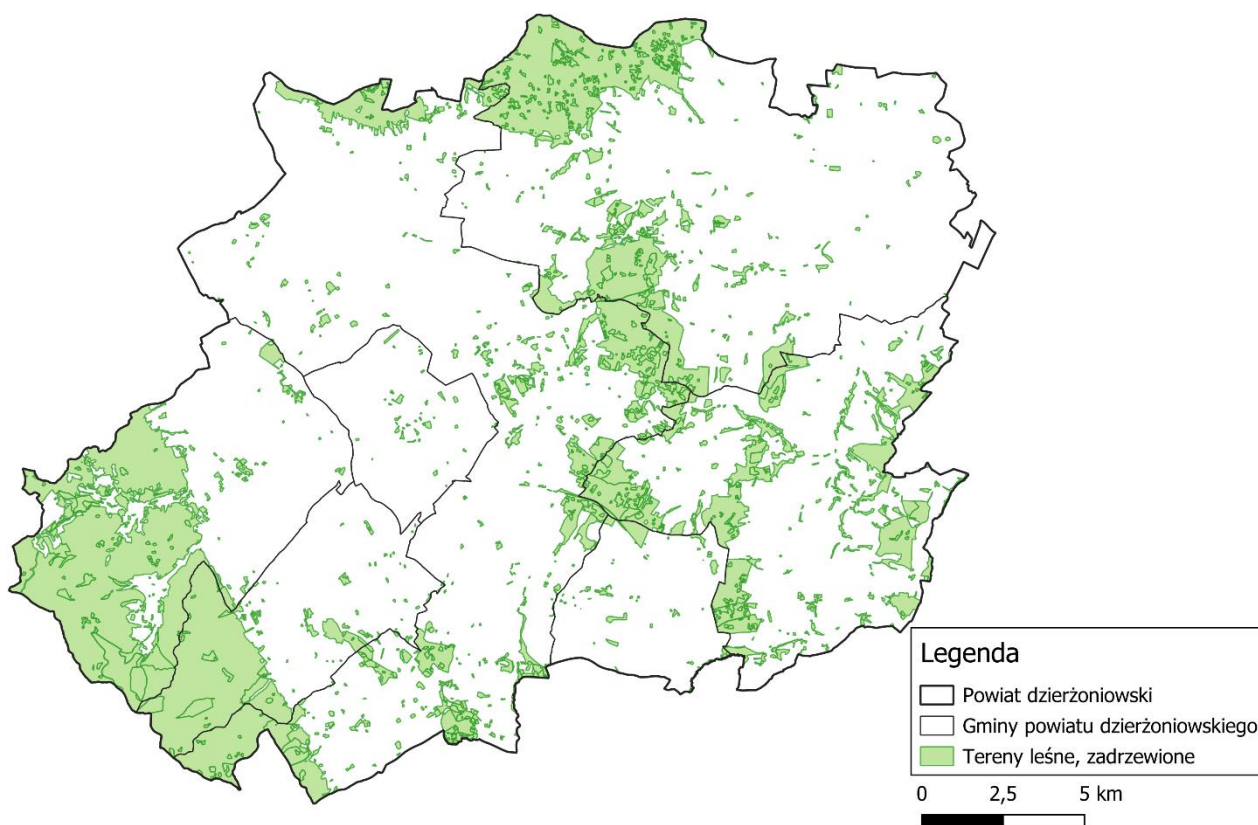 Legenda
Powiat dzierżoniowski
Gminy powiatu dzierżoniowskiego
Tereny leśne, zadrzewione
0 2,5 5 km